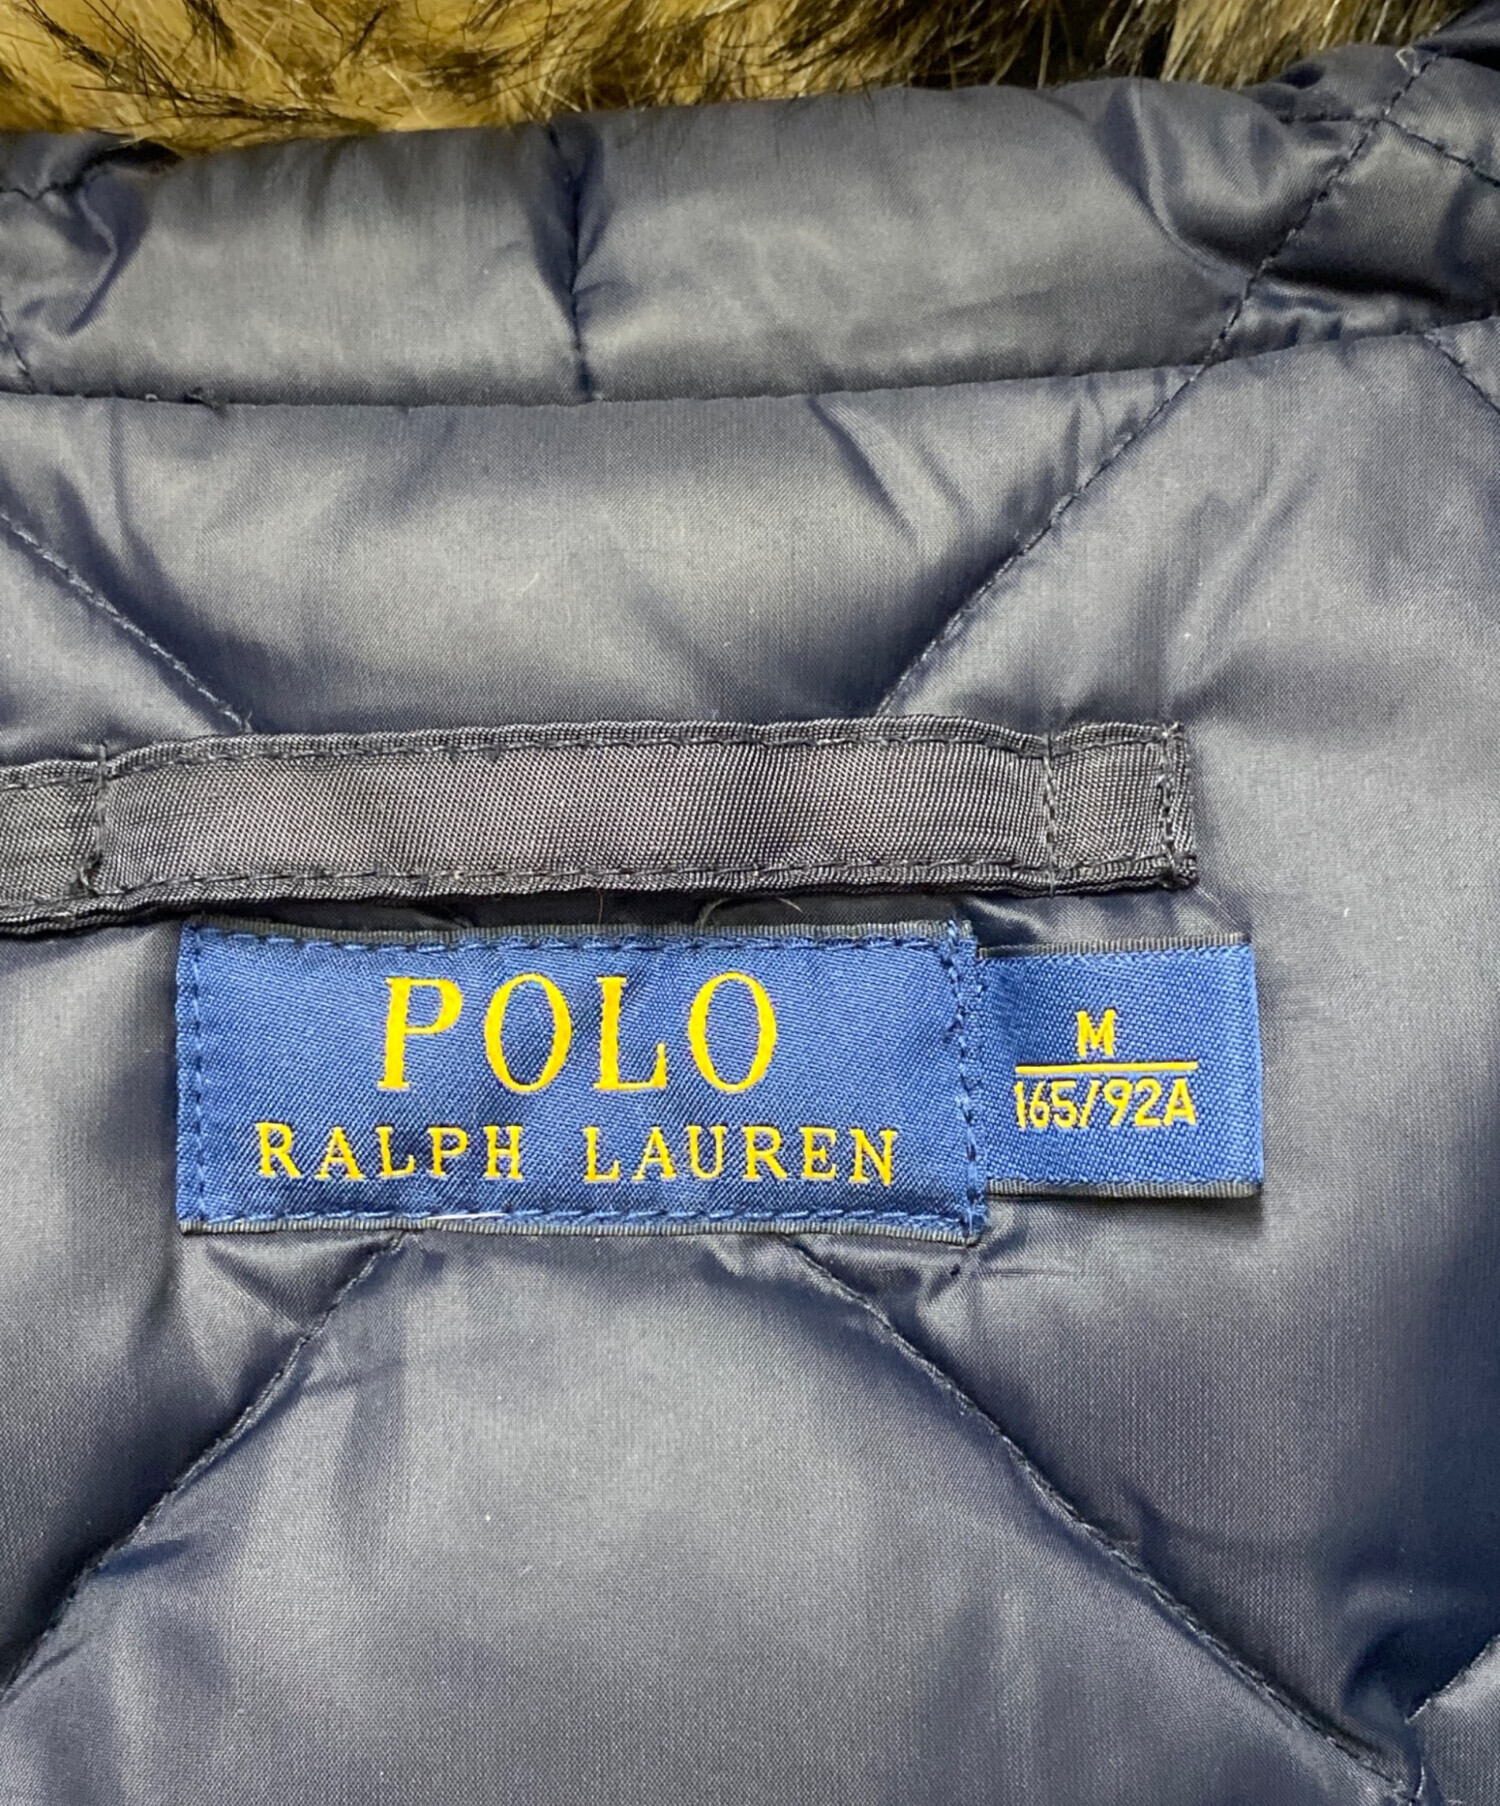 POLO
RALPH LAUREN
M
165/92A